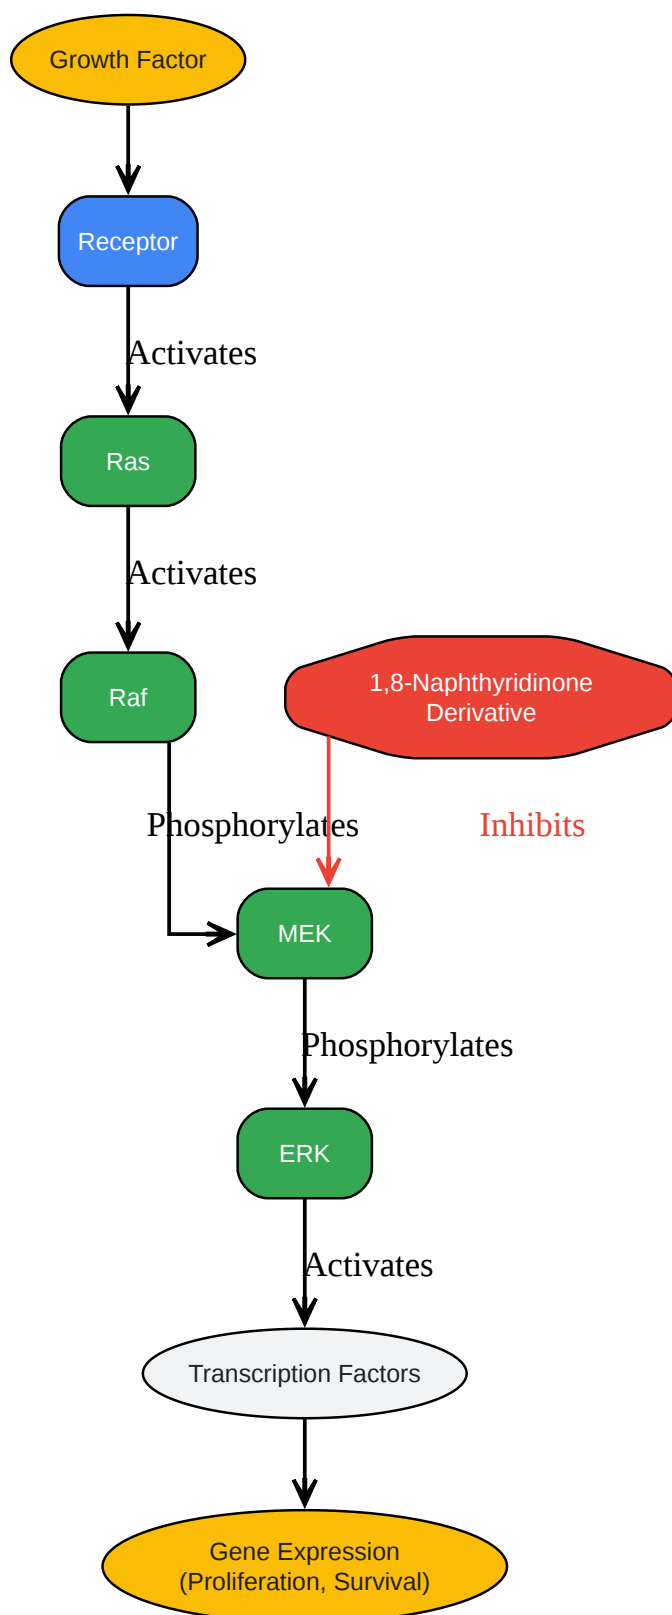 Growth Factor
Receptor
Activates
Ras
Activates
Raf
1,8-Naphthyridinone
Derivative
Phosphorylates
Inhibits
MEK
Phosphorylates
ERK
Activates
Transcription Factors
Gene Expression
(Proliferation, Survival)